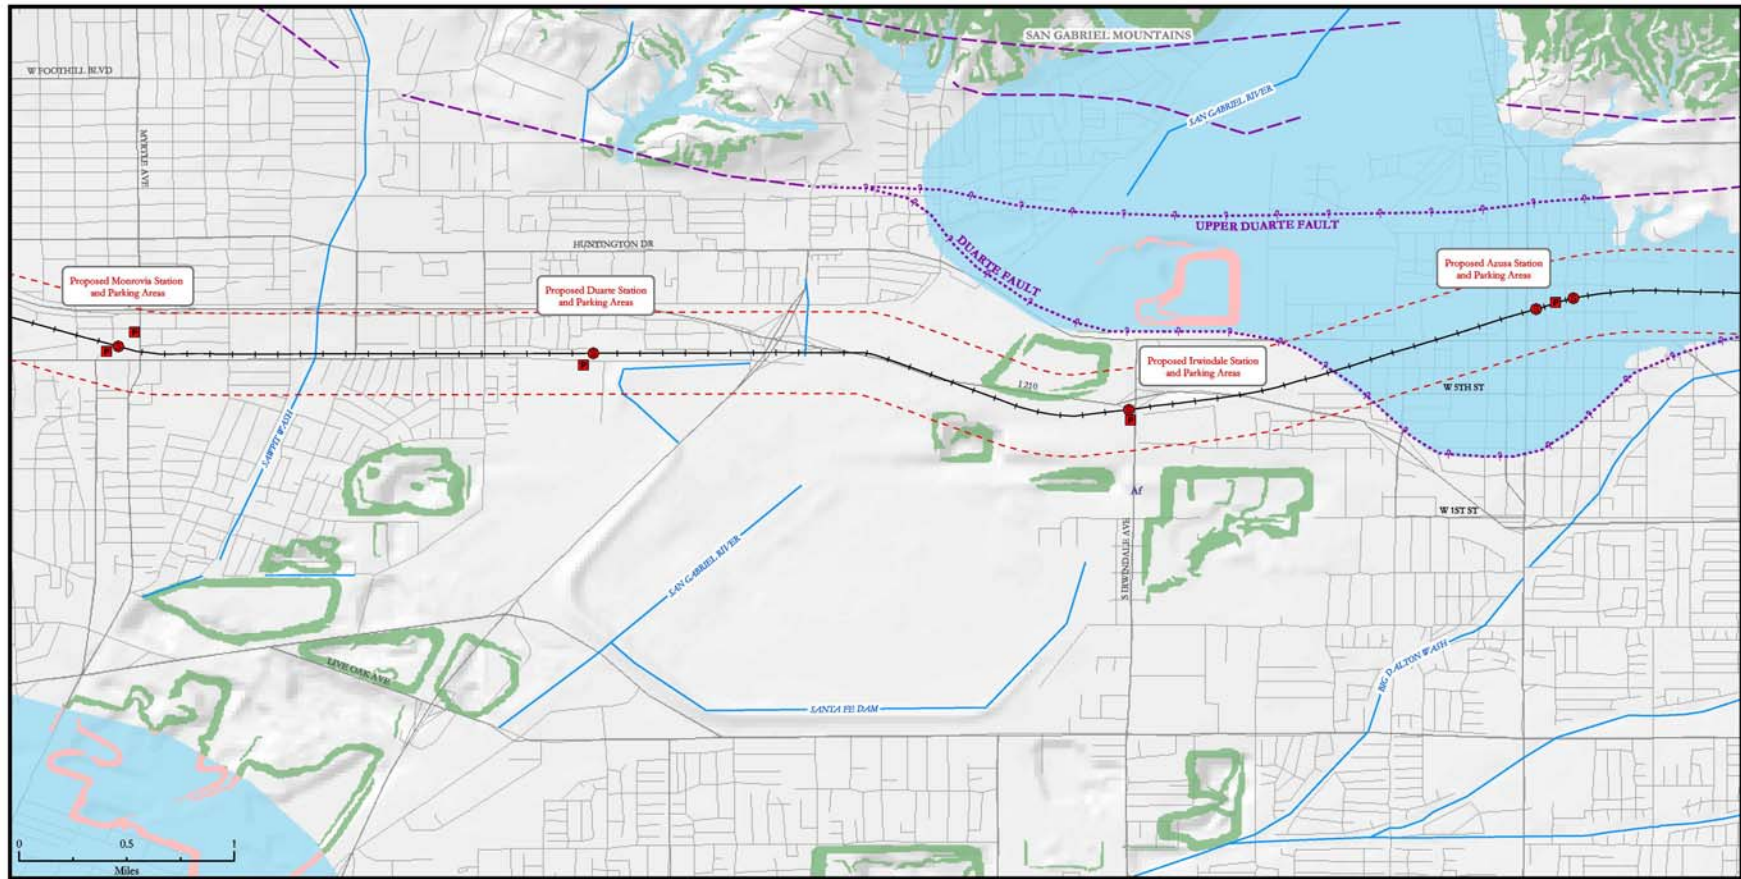 SAN GABRIEL MOUNTAINS
W FOOTHILL BLVD
SAN GABRIEL RIVER
MYRTLE AVE
UPPER DUARTE FAULT
HUNTINGTON DR
DUARTE FAULT
Proposed Monrovia Station
and Parking Areas
Proposed Duarte Station
and Parking Areas
Proposed Azusa Station
and Parking Areas
P
P
P
P
Proposed Irwindale Station
and Parking Areas
I 210
W 5TH ST
P
SAWPIT WASH
Af
W 1ST ST
S IRWINDALE AVE
SAN GABRIEL RIVER
LIVE OAK AVE
BIG DALTON WASH
SANTA FE DAM
0 0.5 1
Miles